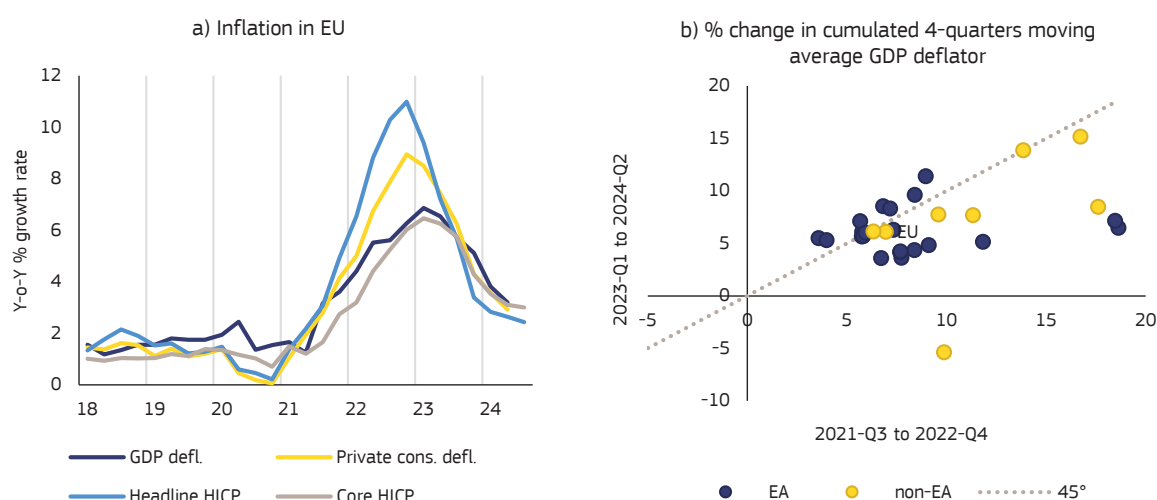 a) Inflation in EU
Y-o-Y % growth rate
12
10
8
6
4
2
0
18 19 20 21 22 23 24
GDP defl. Private cons. defl.
Headline HICP Core HICP
b) % change in cumulated 4-quarters moving
average GDP deflator
2023-Q1 to 2024-Q2
20
15
10
5
0
-5
-10
-5 0 5 10 15 20
EU
2021-Q3 to 2022-Q4
EA non-EA 45°